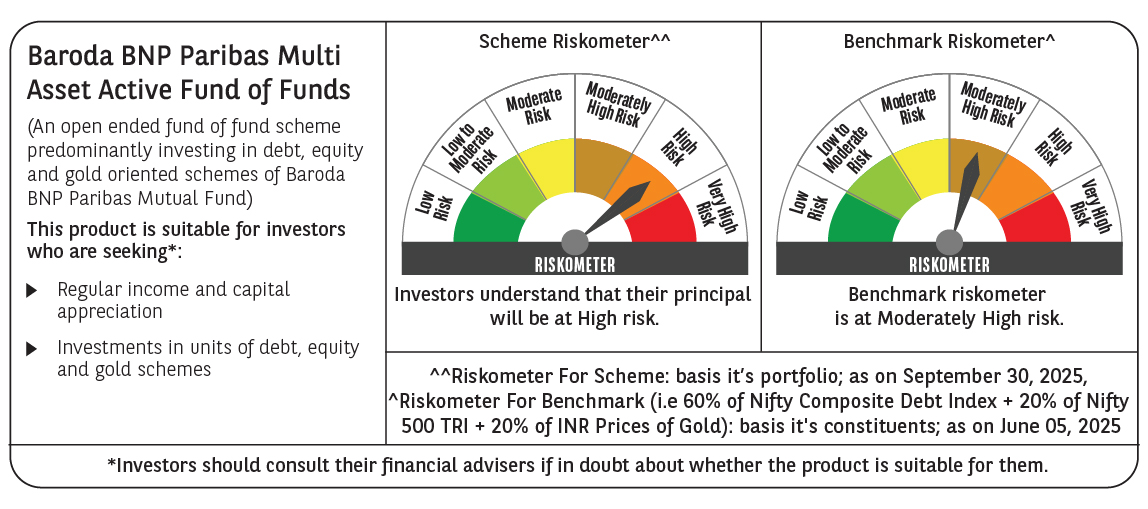 Baroda BNP Paribas Multi
Asset Active Fund of Funds
(An open ended fund of fund scheme
predominantly investing in debt, equity
and gold oriented schemes of Baroda
BNP Paribas Mutual Fund)
This product is suitable for investors
who are seeking*:
Regular income and capital
appreciation
Investments in units of debt, equity
and gold schemes
Scheme Riskometer^^
Low
Risk
Low to
Moderate
Risk
Moderate
Risk
Moderately
High Risk
High
Risk
Very High
Risk
RISKOMETER
Investors understand that their principal
will be at High risk.
Benchmark Riskometer^
Low
Risk
Low to
Moderate
Risk
Moderate
Risk
Moderately
High Risk
High
Risk
Very High
Risk
RISKOMETER
Benchmark riskometer
is at Moderately High risk.
^^Riskometer For Scheme: basis it’s portfolio; as on September 30, 2025,
^Riskometer For Benchmark (i.e 60% of Nifty Composite Debt Index + 20% of Nifty
500 TRI + 20% of INR Prices of Gold): basis it's constituents; as on June 05, 2025
*Investors should consult their financial advisers if in doubt about whether the product is suitable for them.